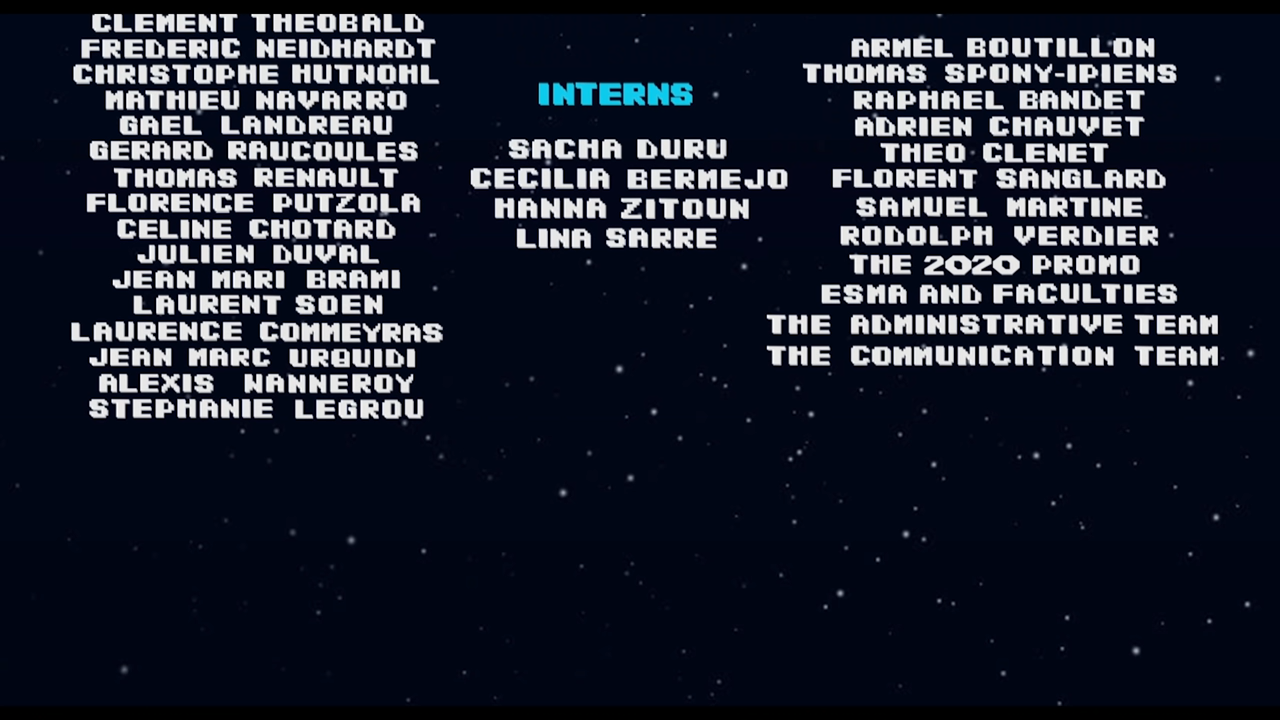 CLEMENT THEOBALD
FREDERIC NEIDHARDT
CHRISTOPHE HUTNOHL
MATHIEU NAVARRO
GAEL LANDREAU
GERARD RAUCOULES
THOMAS RENAULT
FLORENCE PUTZOLA
CELINE CHOTARD
JULIEN DUVAL
JEAN MARI BRAMI
LAURENT SOEN
LAURENCE COMMEYRAS
JEAN MARC URQUIDI
ALEXIS NANNEROY
STEPHANIE LEGROU
INTERNS
SACHA DURU
CECILIA BERMEJO
HANNA ZITOUN
LINA SARRE
ARMEL BOUTILLON
THOMAS SPONY-IPIENS
RAPHAEL BANDET
ADRIEN CHAUVET
THEO CLENET
FLORENT SANGLARD
SAMUEL MARTINE
RODOLPH VERDIER
THE 2020 PROMO
ESMA AND FACULTIES
THE ADMINISTRATIVE TEAM
THE COMMUNICATION TEAM